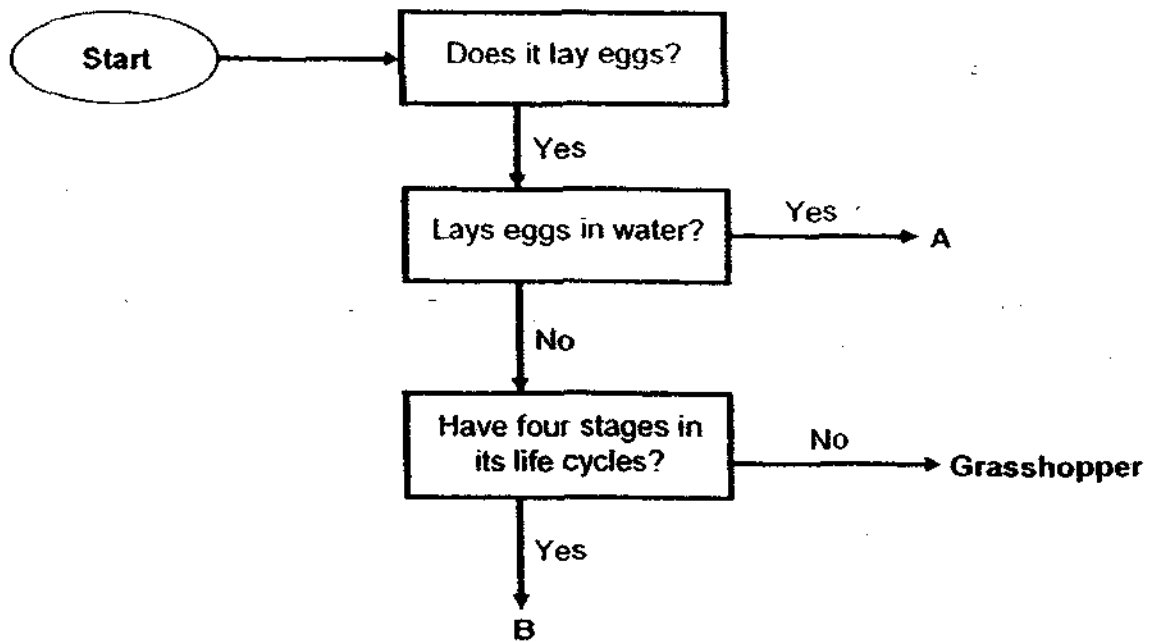 Start
Does it lay eggs?
Yes
Lays eggs in water?
Yes
A
No
Have four stages in
its life cycles?
No
Grasshopper
Yes
B